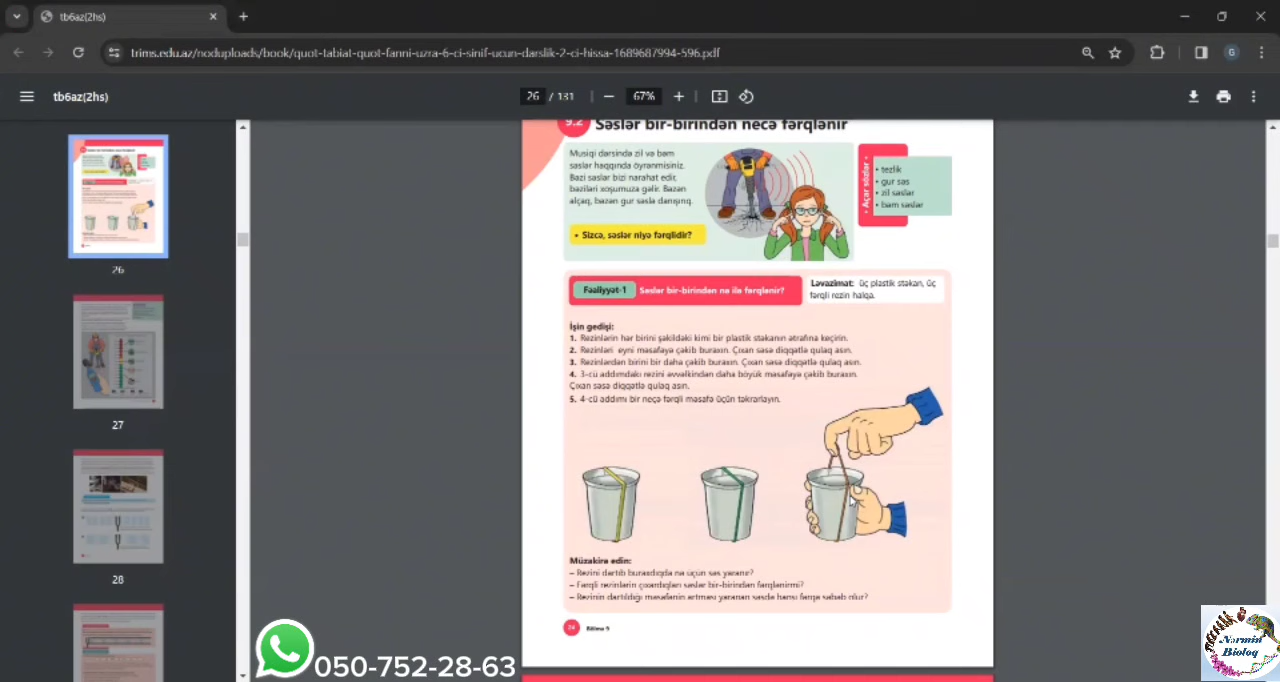 tb6az(2hs)
trims.edu.az/noduploads/book/quot-tabiat-quot-fanni-uzra-6-ci-sinif-ucun-darslik-2-ci-hissa-1689687994-596.pdf
G
tb6az(2hs)
26 / 131
67%
9.2 Səslər bir-birindən necə fərqlənir
Musiqi dərsində zil və bəm
səslər haqqında öyrənmisiniz.
Bəzi səslər bizi narahat edir,
bəziləri xoşumuza gəlir. Bəzən
alçaq, bəzən gur səslə danışırıq.
• Sizcə, səslər niyə fərqlidir?
• Açar sözlər •
• tezlik
• gur səs
• zil səslər
• bəm səslər
Fəaliyyət-1
Səslər bir-birindən nə ilə fərqlənir?
Ləvazimat: üç plastik stəkan, üç
fərqli rezin halqa.
İşin gedişi:
1. Rezinlərin hər birini şəkildəki kimi bir plastik stəkanın ətrafına keçirin.
2. Rezinləri eyni məsafəyə çəkib buraxın. Çıxan səsə diqqətlə qulaq asın.
3. Rezinlərdən birini bir daha çəkib buraxın. Çıxan səsə diqqətlə qulaq asın.
4. 3-cü addımdakı rezini əvvəlkindən daha böyük məsafəyə çəkib buraxın.
Çıxan səsə diqqətlə qulaq asın.
5. 4-cü addımı bir neçə fərqli məsafə üçün təkrarlayın.
Müzakirə edin:
– Rezini dartıb buraxdıqda nə üçün səs yaranır?
– Fərqli rezinlərin çıxardıqları səslər bir-birindən fərqlənirmi?
– Rezinin dartıldığı məsafənin artması yaranan səsdə hansı fərqə səbəb olur?
24 Bölmə 9
26
27
28
050-752-28-63
Nərmin
Bioloq